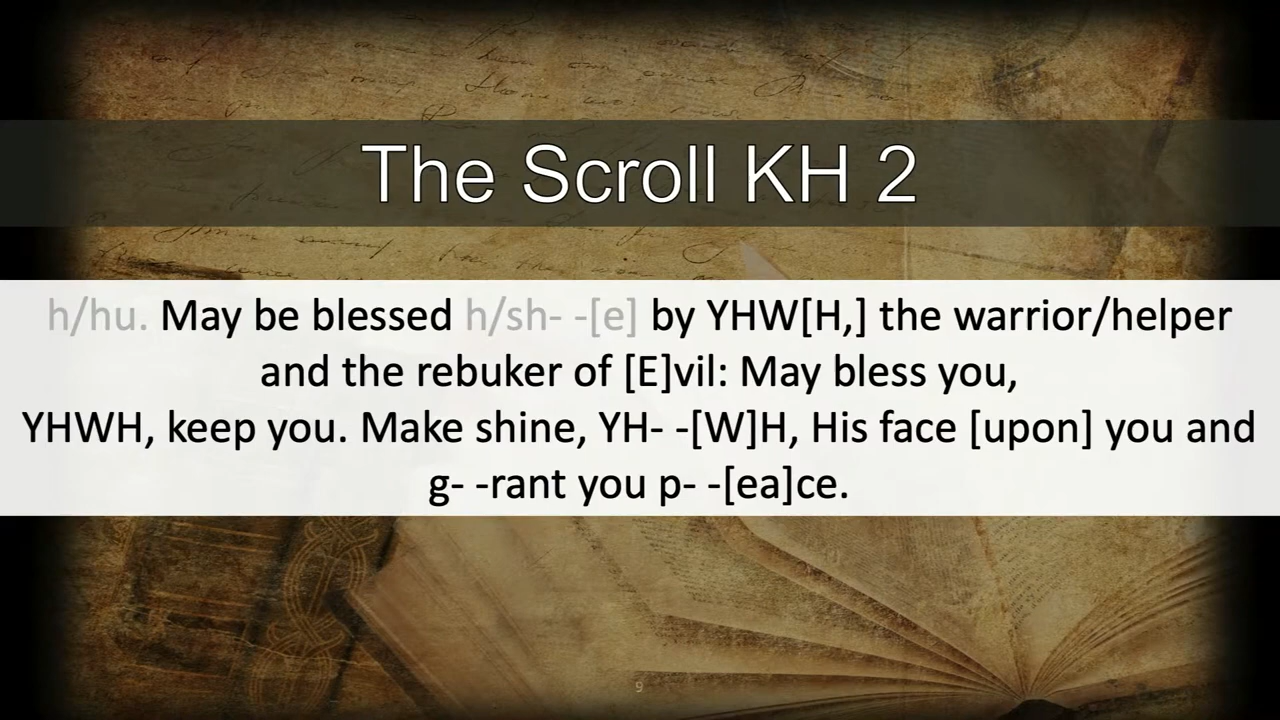 The Scroll KH 2
h/hu. May be blessed h/sh- -[e] by YHW[H,] the warrior/helper
and the rebuker of [E]vil: May bless you,
YHWH, keep you. Make shine, YH- -[W]H, His face [upon] you and
g- -rant you p- -[ea]ce.
9